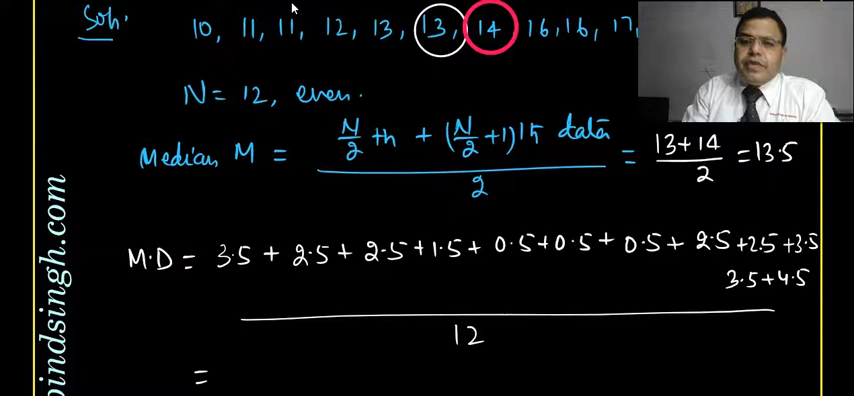 Soln. 10, 11, 11, 12, 13, 13, 14, 16, 16, 17,
N = 12, even.
Median M = N/2 th + (N/2 + 1) th data / 2 = 13 + 14 / 2 = 13.5
M.D = 3.5 + 2.5 + 2.5 + 1.5 + 0.5 + 0.5 + 0.5 + 2.5 + 2.5 + 3.5
3.5 + 4.5
12
=
oindsingh.com